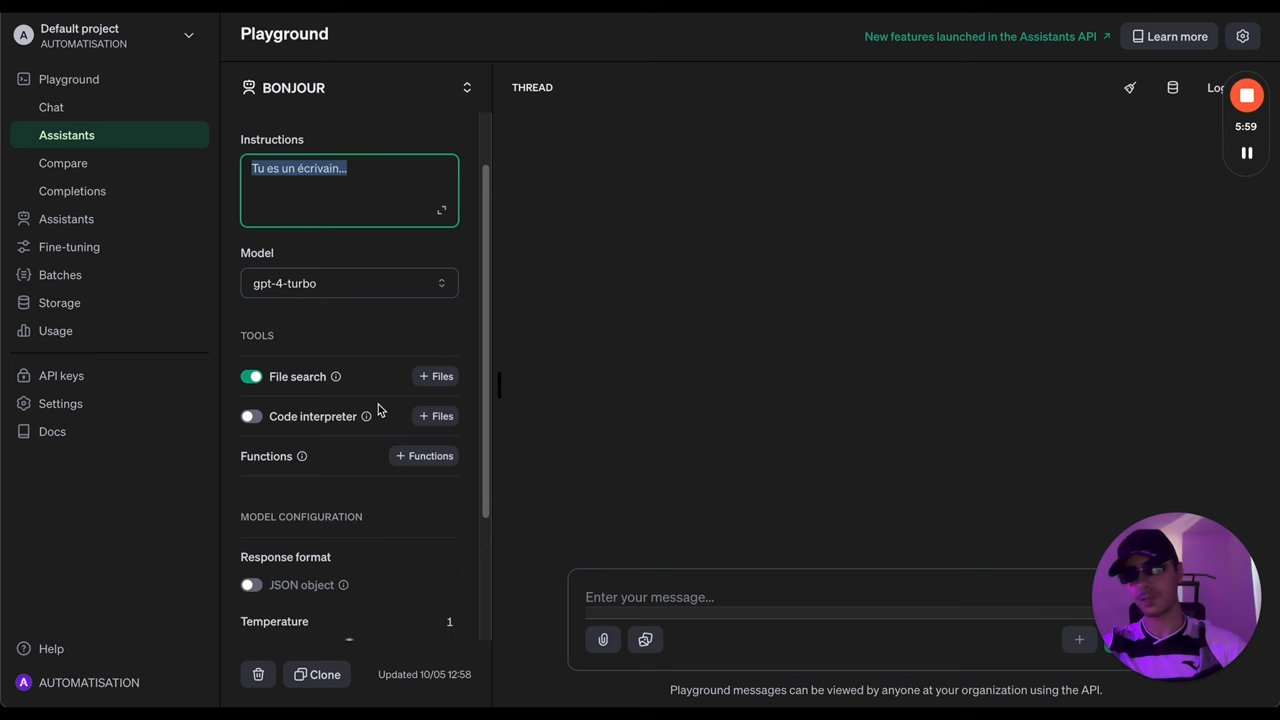 A
Default project
AUTOMATISATION
Playground
Chat
Assistants
Compare
Completions
Assistants
Fine-tuning
Batches
Storage
Usage
API keys
Settings
Docs
Help
A
AUTOMATISATION
Playground
New features launched in the Assistants API
Learn more
BONJOUR
Instructions
Tu es un écrivain...
Model
gpt-4-turbo
TOOLS
File search
+ Files
Code interpreter
+ Files
Functions
+ Functions
MODEL CONFIGURATION
Response format
JSON object
Temperature
1
Clone
Updated 10/05 12:58
THREAD
5:59
Enter your message...
Playground messages can be viewed by anyone at your organization using the API.